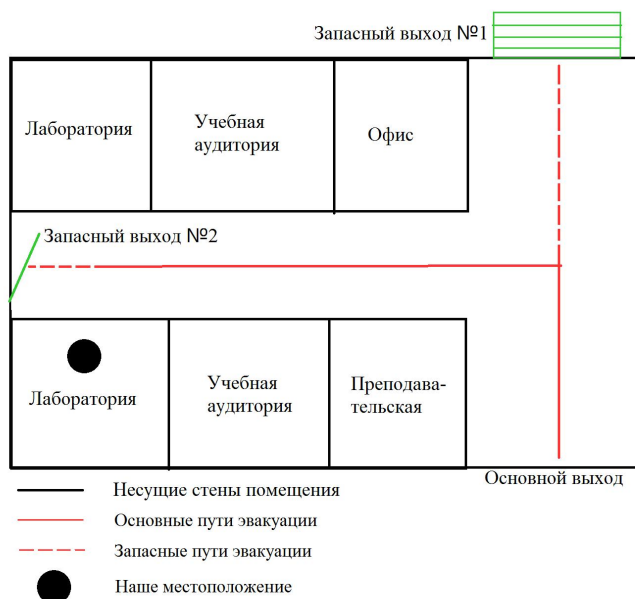 Запасный выход №1
Лаборатория
Учебная
аудитория
Офис
Запасный выход №2
Лаборатория
Учебная
аудитория
Преподава-
тельская
Основной выход
Несущие стены помещения
Основные пути эвакуации
Запасные пути эвакуации
Наше местоположение